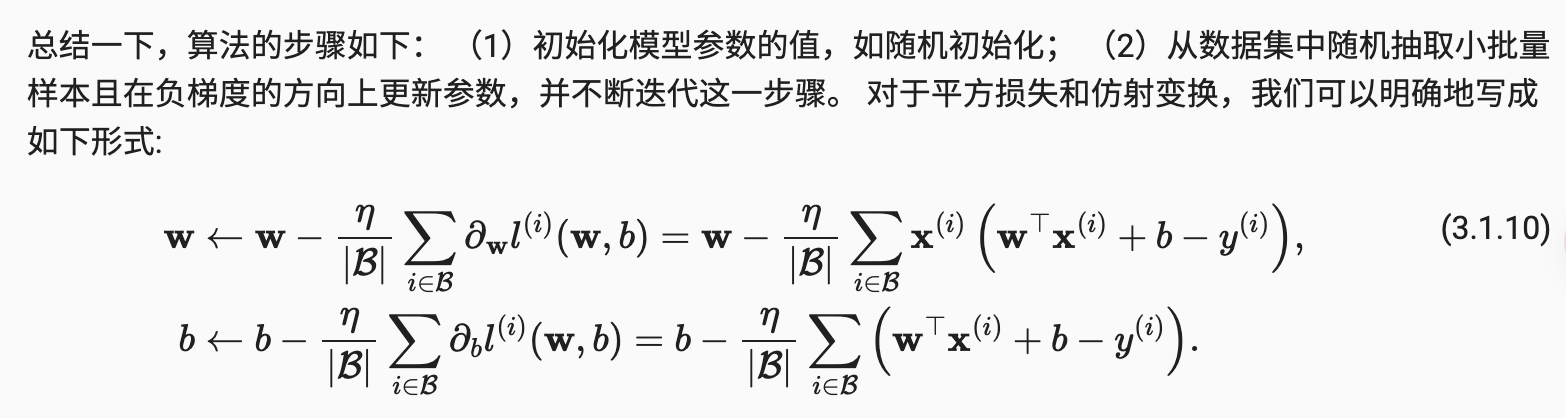 总结一下，算法的步骤如下： （1）初始化模型参数的值，如随机初始化； （2）从数据集中随机抽取小批量
样本且在负梯度的方向上更新参数，并不断迭代这一步骤。 对于平方损失和仿射变换，我们可以明确地写成
如下形式:
$\mathbf{w} \leftarrow \mathbf{w} - \frac{\eta}{|\mathcal{B}|} \sum_{i \in \mathcal{B}} \partial_{\mathbf{w}} l^{(i)}(\mathbf{w}, b) = \mathbf{w} - \frac{\eta}{|\mathcal{B}|} \sum_{i \in \mathcal{B}} \mathbf{x}^{(i)} \left(\mathbf{w}^\top \mathbf{x}^{(i)} + b - y^{(i)}\right),$ (3.1.10)
$b \leftarrow b - \frac{\eta}{|\mathcal{B}|} \sum_{i \in \mathcal{B}} \partial_b l^{(i)}(\mathbf{w}, b) = b - \frac{\eta}{|\mathcal{B}|} \sum_{i \in \mathcal{B}} \left(\mathbf{w}^\top \mathbf{x}^{(i)} + b - y^{(i)}\right).$